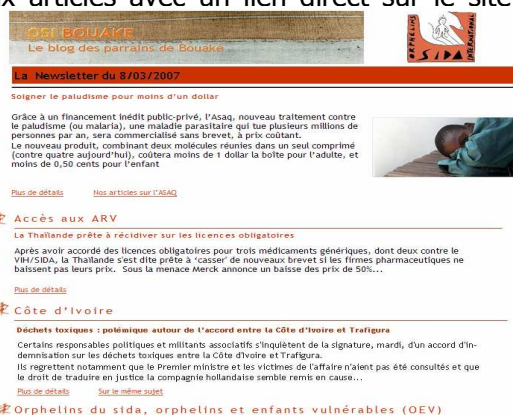 x articles avec un lien direct sur le site
OSI BOUAKE
Le blog des parrains de Bouaké
ORPHELINS
SIDA
INTERNATIONAL
La Newsletter du 8/03/2007
Soigner le paludisme pour moins d'un dollar
Grâce à un financement inédit public-privé, l'Asaq, nouveau traitement contre
le paludisme (ou malaria), une maladie parasitaire qui tue plusieurs millions de
personnes par an, sera commercialisé sans brevet, à prix coûtant.
Le nouveau produit, combinant deux molécules réunies dans un seul comprimé
(contre quatre aujourd'hui), coûtera moins de 1 dollar la boîte pour l'adulte, et
moins de 0,50 cents pour l'enfant
Plus de détails Nos articles sur l'ASAQ
Accès aux ARV
La Thaïlande prête à récidiver sur les licences obligatoires
Après avoir accordé des licences obligatoires pour trois médicaments génériques, dont deux contre le
VIH/SIDA, la Thaïlande s'est dite prête à 'casser' de nouveaux brevet si les firmes pharmaceutiques ne
baissent pas leurs prix. Sous la menace Merck annonce un baisse des prix de 50%...
Plus de détails
Côte d'Ivoire
Déchets toxiques : polémique autour de l'accord entre la Côte d'Ivoire et Trafigura
Certains responsables politiques et militants associatifs s'inquiètent de la signature, mardi, d'un accord d'in-
demnisation sur les déchets toxiques entre la Côte d'Ivoire et Trafigura.
Ils regrettent notamment que le Premier ministre et les victimes de l'affaire n'aient pas été consultés et que
le droit de traduire en justice la compagnie hollandaise semble remis en cause...
Plus de détails Sur le même sujet
Orphelins du sida, orphelins et enfants vulnérables (OEV)